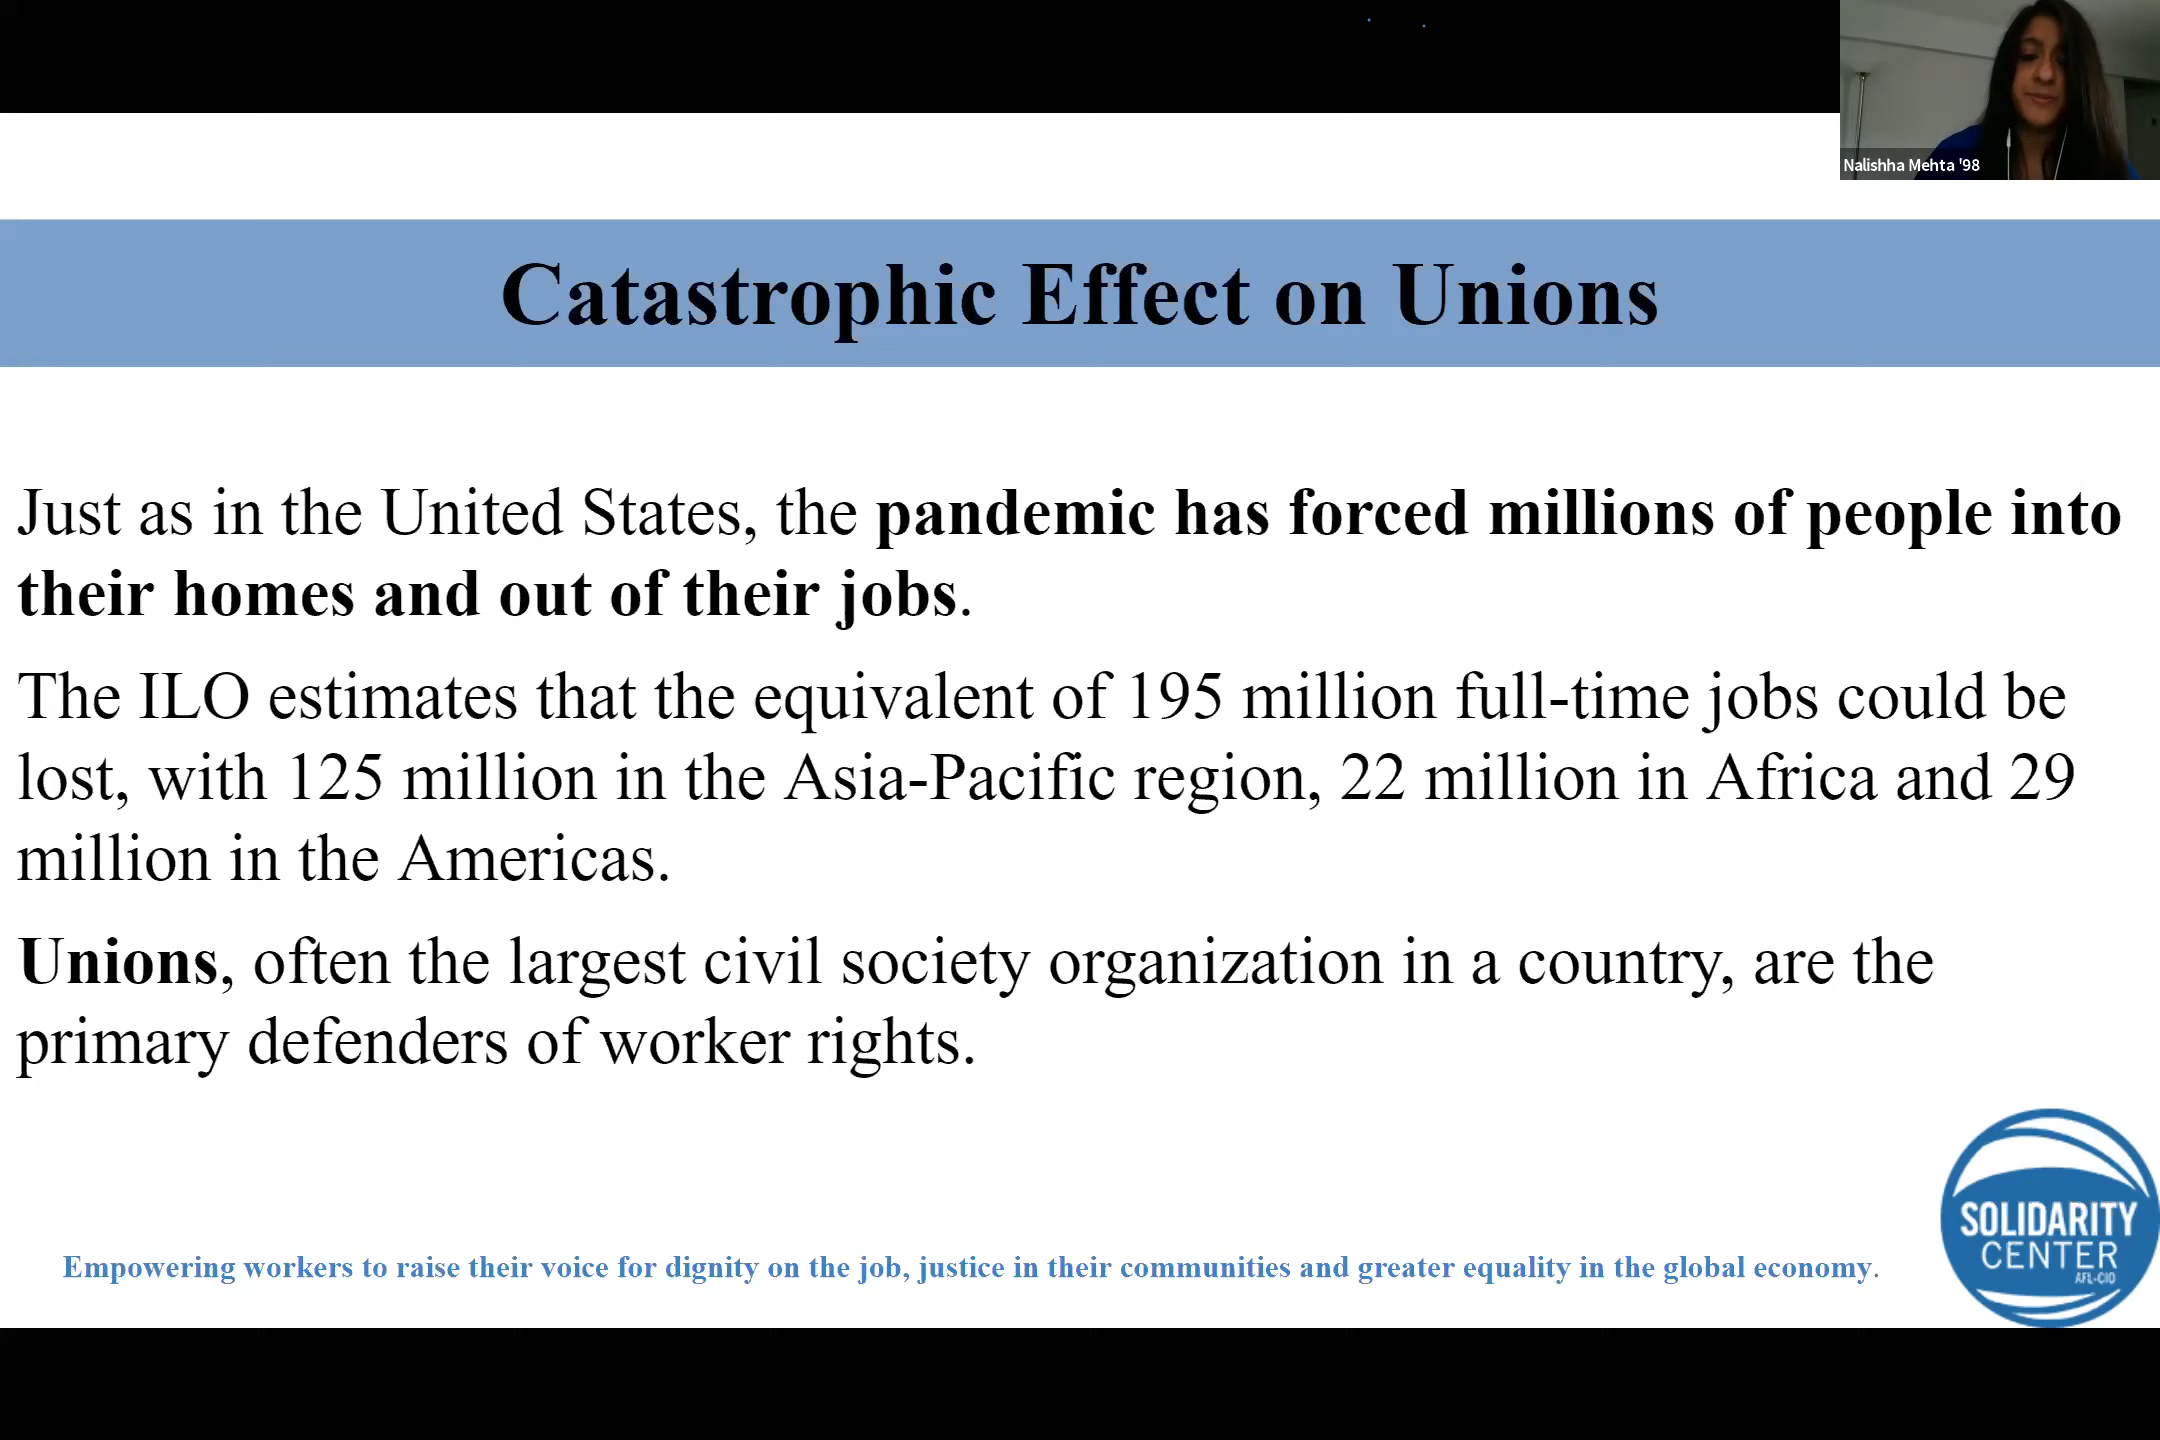 Nalishha Mehta '98
Catastrophic Effect on Unions
Just as in the United States, the pandemic has forced millions of people into
their homes and out of their jobs.
The ILO estimates that the equivalent of 195 million full-time jobs could be
lost, with 125 million in the Asia-Pacific region, 22 million in Africa and 29
million in the Americas.
Unions, often the largest civil society organization in a country, are the
primary defenders of worker rights.
Empowering workers to raise their voice for dignity on the job, justice in their communities and greater equality in the global economy.
SOLIDARITY
CENTER
AFL-CIO